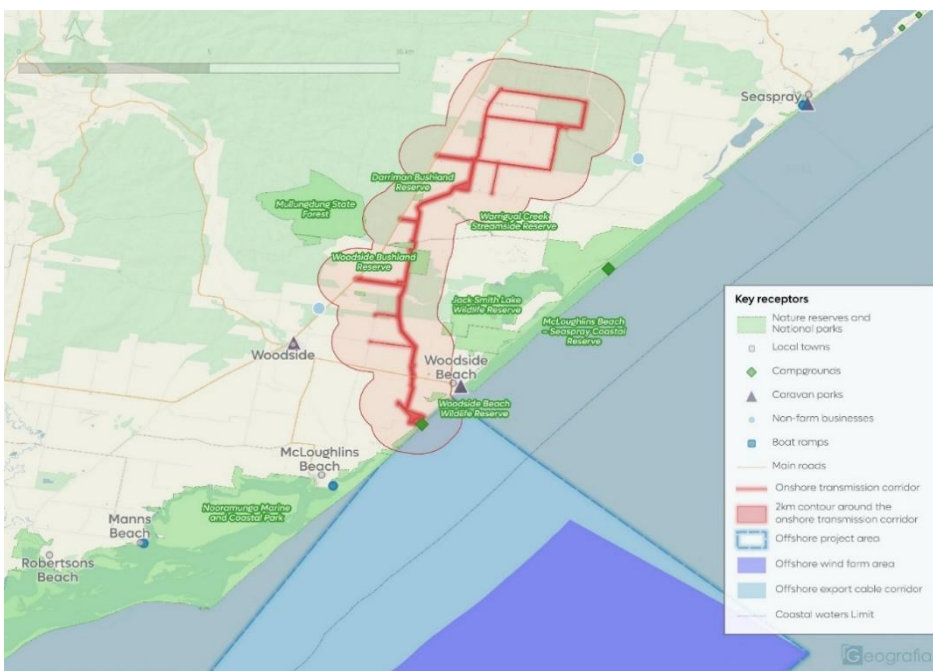 5
10 km
Seaspray
Darriman Bushland
Reserve
Mullungdung State
Forest
Warrigual Creek
Streamside Reserve
Woodside Bushland
Reserve
Jack Smith Lake
Wildlife Reserve
McLoughlins Beach
Seaspray Coastal
Reserve
Woodside
Woodside
Beach
Woodside Beach
Wildlife Reserve
McLoughlins
Beach
Nooramunga Marine
and Coastal Park
Manns
Beach
Robertsons
Beach
Key receptors
Nature reserves and
National parks
Local towns
Campgrounds
Caravan parks
Non-farm businesses
Boat ramps
Main roads
Onshore transmission corridor
2km contour around the
onshore transmission corridor
Offshore project area
Offshore wind farm area
Offshore export cable corridor
Coastal waters Limit
Geografia